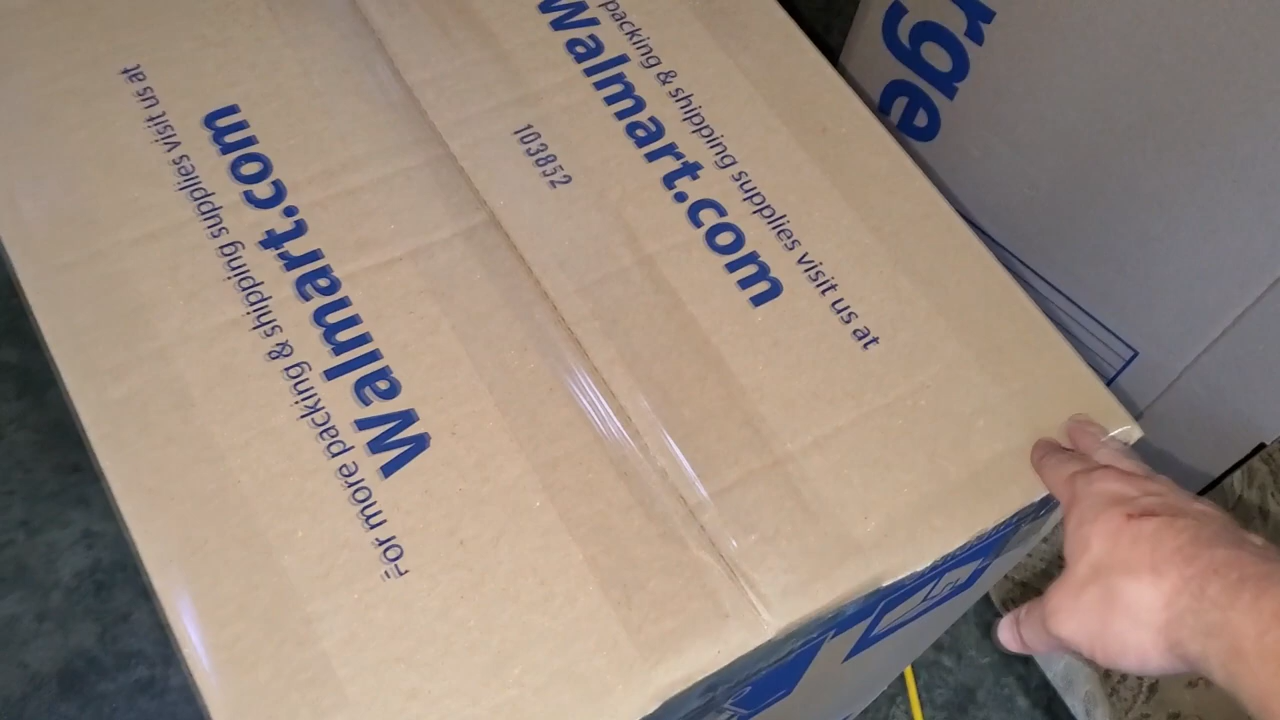 For more packing & shipping supplies visit us at
Walmart.com
packing & shipping supplies visit us at
Walmart.com
103852
rge